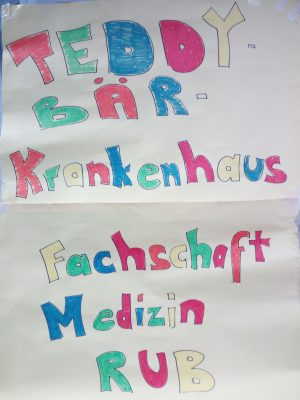 TEDDY-
BÄR-
Krankenhaus
Fachschaft
Medizin
RUB